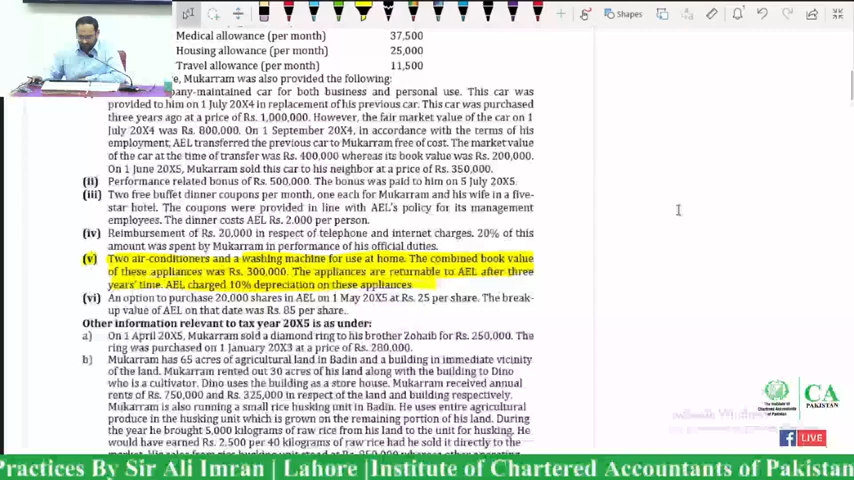 Shapes
Medical allowance (per month) 37,500
Housing allowance (per month) 25,000
Travel allowance (per month) 11,500
e, Mukarram was also provided the following:
pany-maintained car for both business and personal use. This car was
provided to him on 1 July 20X4 in replacement of his previous car. This car was purchased
three years ago at a price of Rs. 1,000,000. However, the fair market value of the car on 1
July 20X4 was Rs. 800,000. On 1 September 20X4, in accordance with the terms of his
employment, AEL transferred the previous car to Mukarram free of cost. The market value
of the car at the time of transfer was Rs. 400,000 whereas its book value was Rs. 200,000.
On 1 June 20X5, Mukarram sold this car to his neighbor at a price of Rs. 350,000.
(ii) Performance related bonus of Rs. 500,000. The bonus was paid to him on 5 July 20X5.
(iii) Two free buffet dinner coupons per month, one each for Mukarram and his wife in a five-
star hotel. The coupons were provided in line with AEL's policy for its management
employees. The dinner costs AEL Rs. 2,000 per person.
(iv) Reimbursement of Rs. 20,000 in respect of telephone and internet charges. 20% of this
amount was spent by Mukarram in performance of his official duties.
(v) Two air-conditioners and a washing machine for use at home. The combined book value
of these appliances was Rs. 300,000. The appliances are returnable to AEL after three
years' time. AEL charged 10% depreciation on these appliances
(vi) An option to purchase 20,000 shares in AEL on 1 May 20X5 at Rs. 25 per share. The break-
up value of AEL on that date was Rs. 85 per share.
Other information relevant to tax year 20X5 is as under:
a) On 1 April 20X5, Mukarram sold a diamond ring to his brother Zohaib for Rs. 250,000. The
ring was purchased on 1 January 20X3 at a price of Rs. 280,000.
b) Mukarram has 65 acres of agricultural land in Badin and a building in immediate vicinity
of the land. Mukarram rented out 30 acres of his land along with the building to Dino
who is a cultivator. Dino uses the building as a store house. Mukarram received annual
rents of Rs. 750,000 and Rs. 325,000 in respect of the land and building respectively.
Mukarram is also running a small rice husking unit in Badin. He uses entire agricultural
produce in the husking unit which is grown on the remaining portion of his land. During
the year he brought 5,000 kilograms of raw rice from his land to the unit for husking. He
would have earned Rs. 2,500 per 40 kilograms of raw rice had he sold it directly to the
The Institute of
Chartered Accountants
of Pakistan
CA
PAKISTAN
f LIVE
Practices By Sir Ali Imran | Lahore |Institute of Chartered Accountants of Pakistan